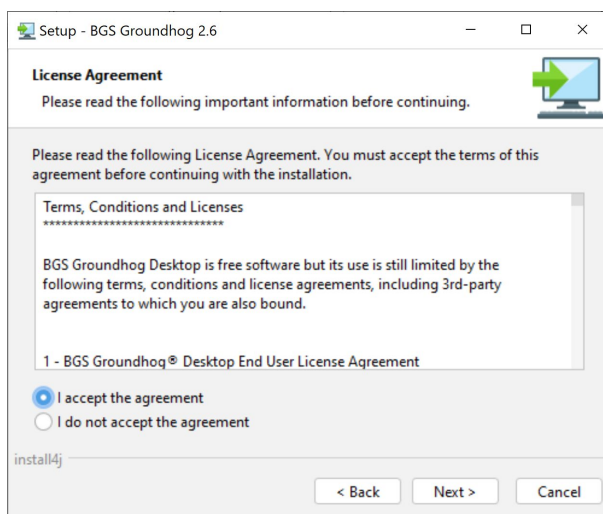 Setup - BGS Groundhog 2.6
License Agreement
Please read the following important information before continuing.
Please read the following License Agreement. You must accept the terms of this
agreement before continuing with the installation.
Terms, Conditions and Licenses
******************************
BGS Groundhog Desktop is free software but its use is still limited by the
following terms, conditions and license agreements, including 3rd-party
agreements to which you are also bound.
1 - BGS Groundhog® Desktop End User License Agreement
I accept the agreement
I do not accept the agreement
install4j
< Back Next > Cancel